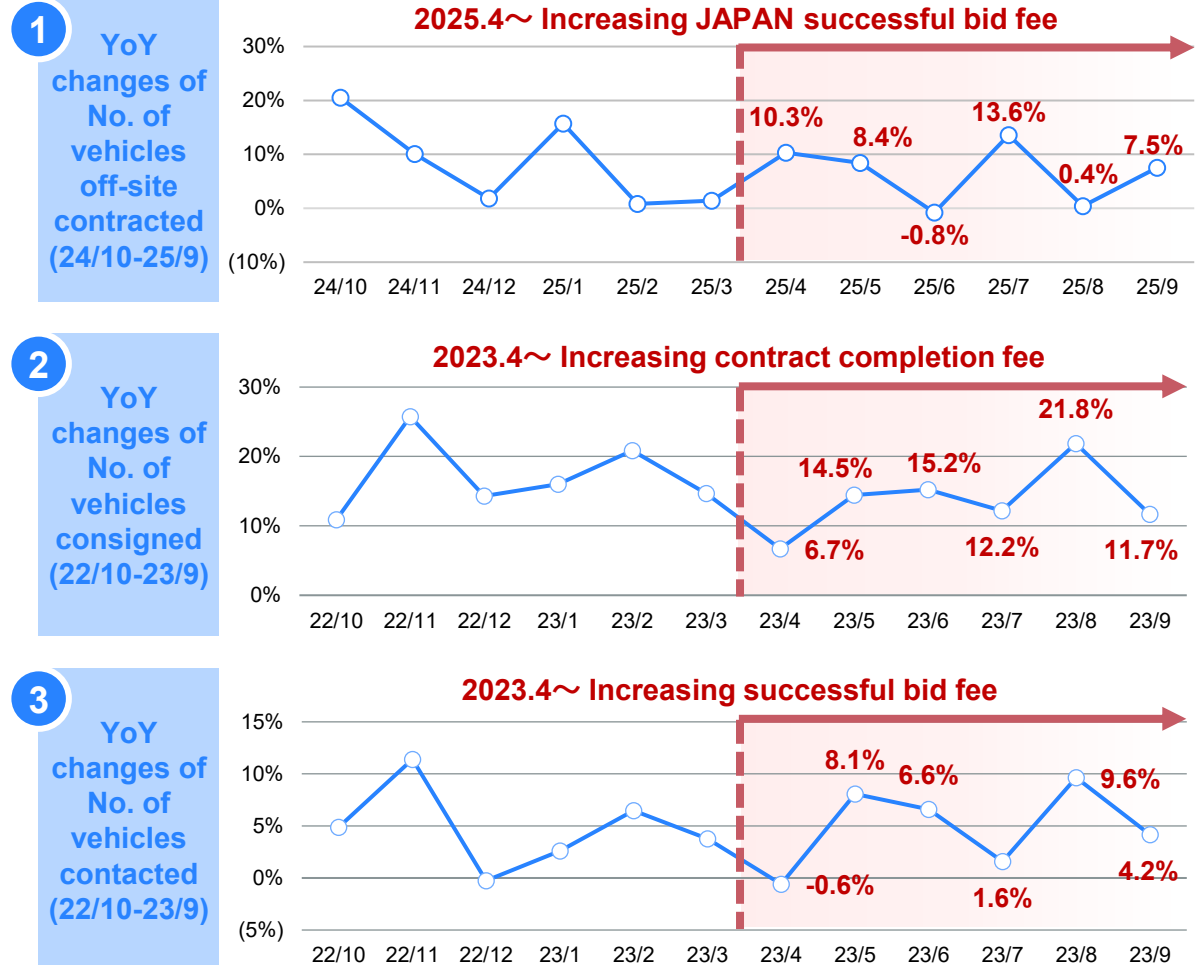 1
YoY
changes of
No. of
vehicles
off-site
contracted
(24/10-25/9)
2025.4～ Increasing JAPAN successful bid fee
30%
20%
10%
0%
(10%)
10.3%
8.4%
-0.8%
13.6%
0.4%
7.5%
24/10 24/11 24/12 25/1 25/2 25/3 25/4 25/5 25/6 25/7 25/8 25/9
2
YoY
changes of
No. of
vehicles
consigned
(22/10-23/9)
2023.4～ Increasing contract completion fee
30%
20%
10%
0%
6.7%
14.5%
15.2%
12.2%
21.8%
11.7%
22/10 22/11 22/12 23/1 23/2 23/3 23/4 23/5 23/6 23/7 23/8 23/9
3
YoY
changes of
No. of
vehicles
contacted
(22/10-23/9)
2023.4～ Increasing successful bid fee
15%
10%
5%
0%
(5%)
-0.6%
8.1%
6.6%
1.6%
9.6%
4.2%
22/10 22/11 22/12 23/1 23/2 23/3 23/4 23/5 23/6 23/7 23/8 23/9